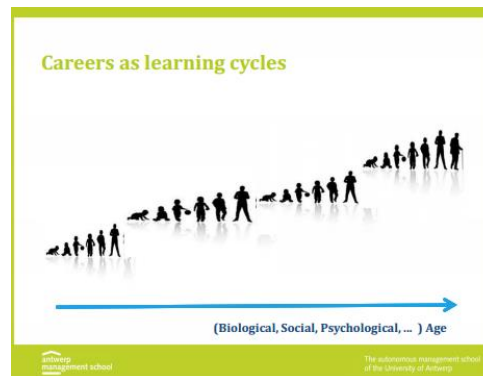 Careers as learning cycles
(Biological, Social, Psychological, ... ) Age
antwerp
management school
The autonomous management school
of the University of Antwerp